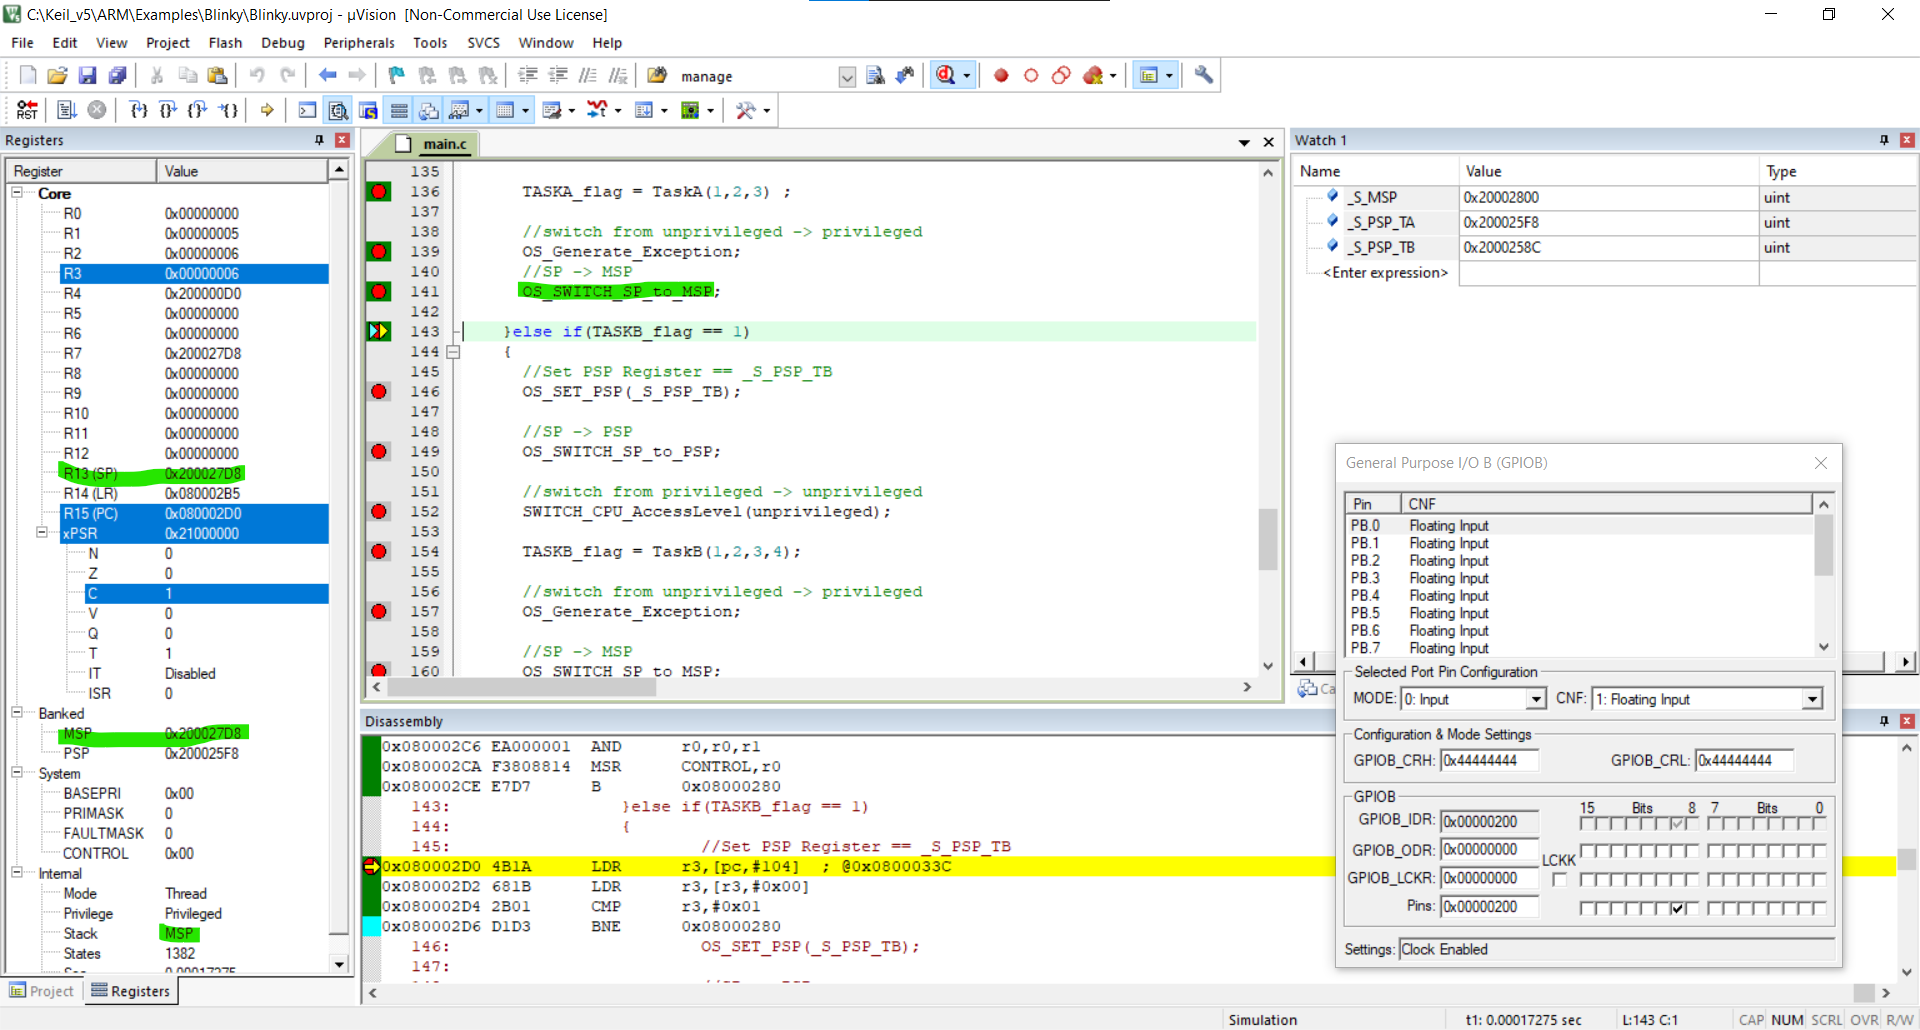 C:\Keil_v5\ARM\Examples\Blinky\Blinky.uvproj - µVision  [Non-Commercial Use License]
File Edit View Project Flash Debug Peripherals Tools SVCS Window Help
manage
RST
Registers
Register Value
Core
R0 0x00000000
R1 0x00000005
R2 0x00000006
R3 0x00000006
R4 0x200000D0
R5 0x00000000
R6 0x00000000
R7 0x200027D8
R8 0x00000000
R9 0x00000000
R10 0x00000000
R11 0x00000000
R12 0x00000000
R13 (SP) 0x200027D8
R14 (LR) 0x080002B5
R15 (PC) 0x080002D0
xPSR 0x21000000
N 0
Z 0
C 1
V 0
Q 0
T 1
IT Disabled
ISR 0
Banked
MSP 0x200027D8
PSP 0x200025F8
System
BASEPRI 0x00
PRIMASK 0
FAULTMASK 0
CONTROL 0x00
Internal
Mode Thread
Privilege Privileged
Stack MSP
States 1382
Project Registers
main.c
135
136 TASKA_flag = TaskA(1,2,3) ;
137
138 //switch from unprivileged -> privileged
139 OS_Generate_Exception;
140 //SP -> MSP
141 OS_SWITCH_SP_to_MSP;
142
143 }else if(TASKB_flag == 1)
144 {
145 //Set PSP Register == _S_PSP_TB
146 OS_SET_PSP(_S_PSP_TB);
147
148 //SP -> PSP
149 OS_SWITCH_SP_to_PSP;
150
151 //switch from privileged -> unprivileged
152 SWITCH_CPU_AccessLevel(unprivileged);
153
154 TASKB_flag = TaskB(1,2,3,4);
155
156 //switch from unprivileged -> privileged
157 OS_Generate_Exception;
158
159 //SP -> MSP
160 OS_SWITCH_SP_to_MSP;
Disassembly
0x080002C6 EA000001 AND r0,r0,r1
0x080002CA F3808814 MSR CONTROL,r0
0x080002CE E7D7 B 0x08000280
143: }else if(TASKB_flag == 1)
144: {
145: //Set PSP Register == _S_PSP_TB
0x080002D0 4B1A LDR r3,[pc,#104] ; @0x0800033C
0x080002D2 681B LDR r3,[r3,#0x00]
0x080002D4 2B01 CMP r3,#0x01
0x080002D6 D1D3 BNE 0x08000280
146: OS_SET_PSP(_S_PSP_TB);
147:
Watch 1
Name Value Type
_S_MSP 0x20002800 uint
_S_PSP_TA 0x200025F8 uint
_S_PSP_TB 0x2000258C uint
<Enter expression>
General Purpose I/O B (GPIOB)
Pin CNF
PB.0 Floating Input
PB.1 Floating Input
PB.2 Floating Input
PB.3 Floating Input
PB.4 Floating Input
PB.5 Floating Input
PB.6 Floating Input
PB.7 Floating Input
Selected Port Pin Configuration
MODE: 0: Input CNF: 1: Floating Input
Configuration & Mode Settings
GPIOB_CRH: 0x44444444 GPIOB_CRL: 0x44444444
GPIOB
15 Bits 8 7 Bits 0
GPIOB_IDR: 0x00000200
GPIOB_ODR: 0x00000000
LCKK
GPIOB_LCKR: 0x00000000
Pins: 0x00000200
Settings: Clock Enabled
Simulation t1: 0.00017275 sec L:143 C:1 CAP NUM SCRL OVR R/W